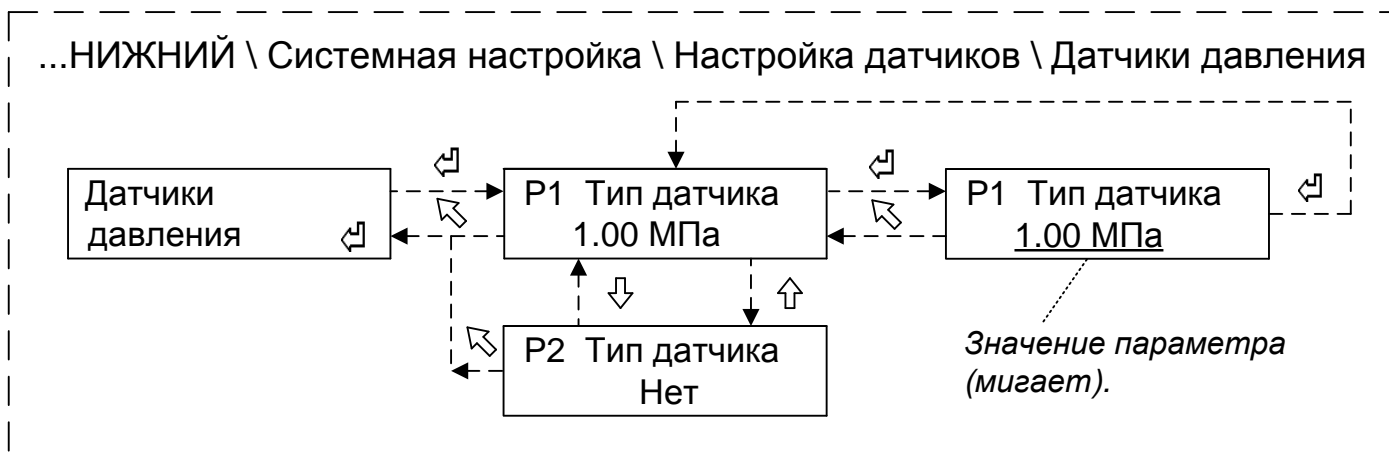 ...НИЖНИЙ \ Системная настройка \ Настройка датчиков \ Датчики давления
Датчики
давления
P1 Тип датчика
1.00 МПа
P1 Тип датчика
1.00 МПа
P2 Тип датчика
Нет
Значение параметра
(мигает).